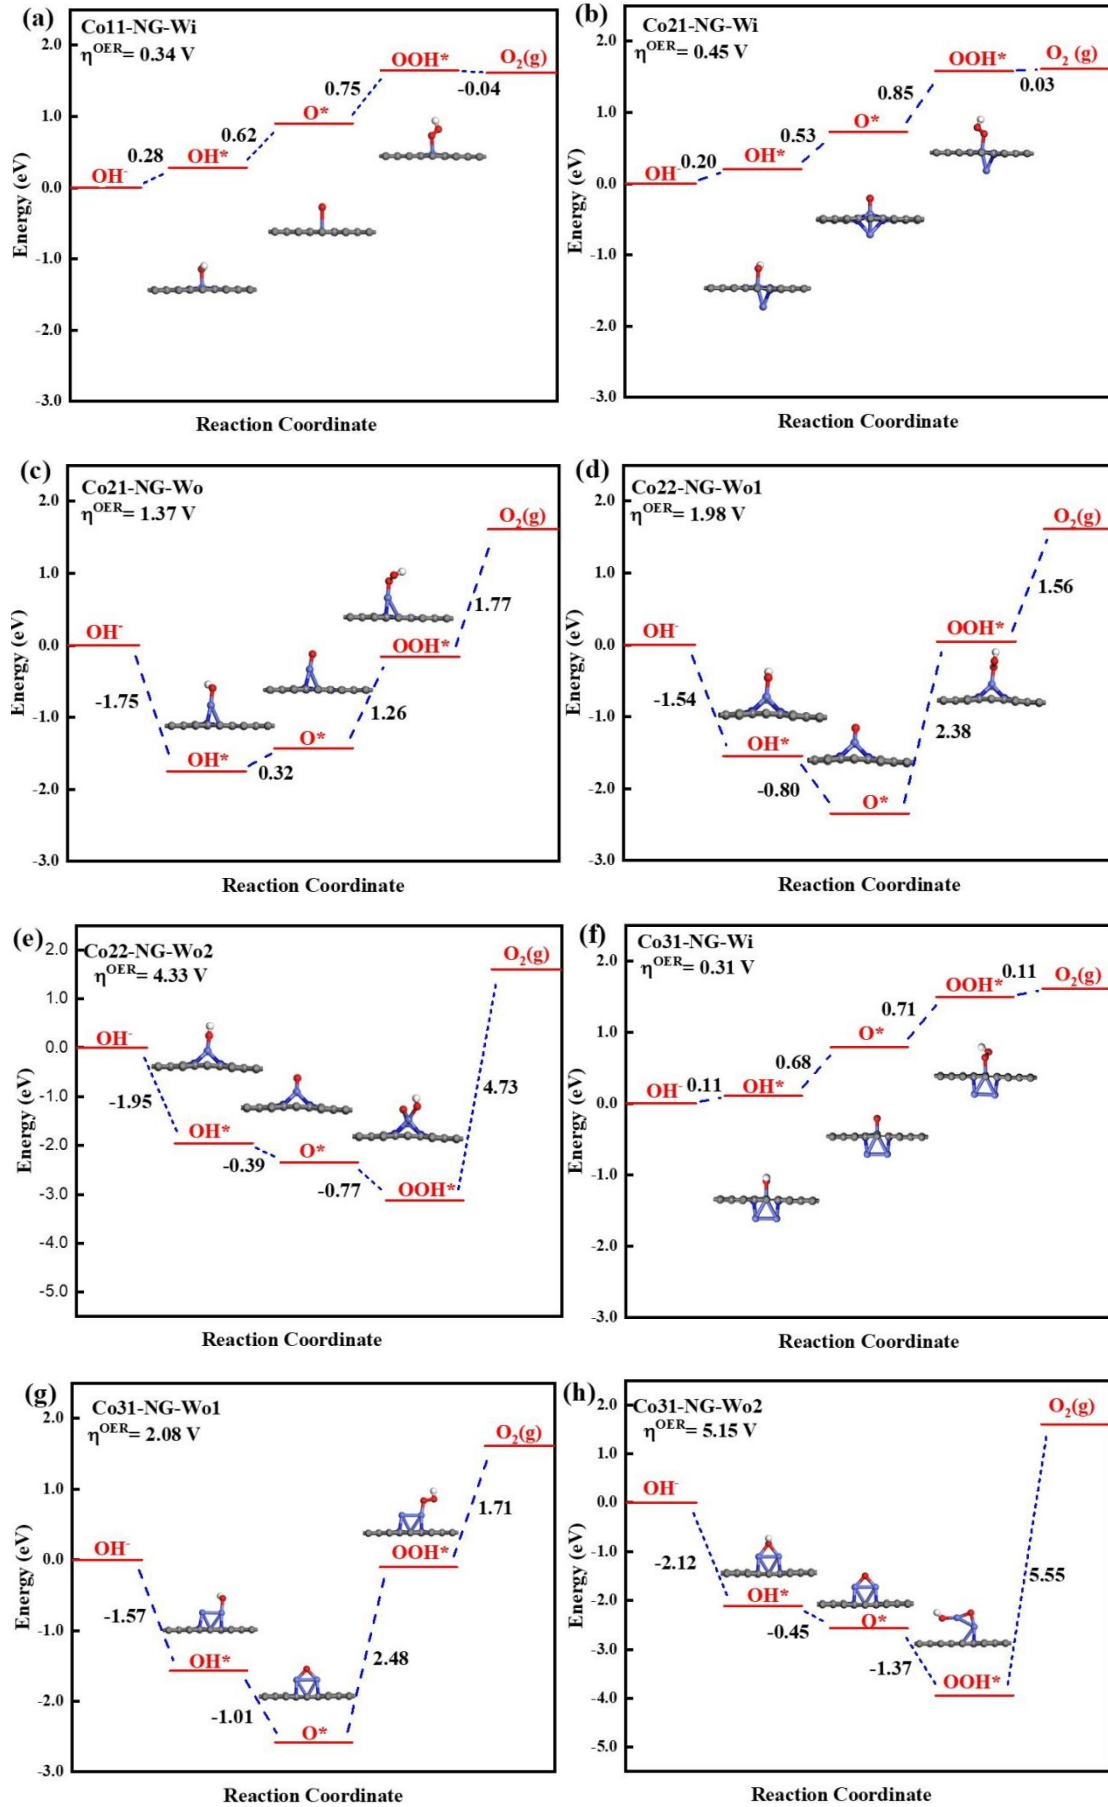 (a)
Co11-NG-Wi
η^OER= 0.34 V
2.0
1.0
0.0
-1.0
-2.0
-3.0
Energy (eV)
OH-
0.28
OH*
0.62
O*
0.75
OOH*
-0.04
O2(g)
Reaction Coordinate
(b)
Co21-NG-Wi
η^OER= 0.45 V
2.0
1.0
0.0
-1.0
-2.0
-3.0
Energy (eV)
OH-
0.20
OH*
0.53
O*
0.85
OOH*
0.03
O2 (g)
Reaction Coordinate
(c)
Co21-NG-Wo
η^OER= 1.37 V
2.0
1.0
0.0
-1.0
-2.0
-3.0
Energy (eV)
OH-
-1.75
OH*
0.32
O*
1.26
OOH*
1.77
O2(g)
Reaction Coordinate
(d)
Co22-NG-Wo1
η^OER= 1.98 V
2.0
1.0
0.0
-1.0
-2.0
-3.0
Energy (eV)
OH-
-1.54
OH*
-0.80
O*
2.38
OOH*
1.56
O2(g)
Reaction Coordinate
(e)
Co22-NG-Wo2
η^OER= 4.33 V
2.0
1.0
0.0
-1.0
-2.0
-3.0
-4.0
-5.0
Energy (eV)
OH-
-1.95
OH*
-0.39
O*
-0.77
OOH*
4.73
O2(g)
Reaction Coordinate
(f)
Co31-NG-Wi
η^OER= 0.31 V
2.0
1.0
0.0
-1.0
-2.0
-3.0
Energy (eV)
OH-
0.11
OH*
0.68
O*
0.71
OOH*
0.11
O2(g)
Reaction Coordinate
(g)
Co31-NG-Wo1
η^OER= 2.08 V
2.0
1.0
0.0
-1.0
-2.0
-3.0
Energy (eV)
OH-
-1.57
OH*
-1.01
O*
2.48
OOH*
1.71
O2(g)
Reaction Coordinate
(h)
Co31-NG-Wo2
η^OER= 5.15 V
2.0
1.0
0.0
-1.0
-2.0
-3.0
-4.0
-5.0
Energy (eV)
OH-
-2.12
OH*
-0.45
O*
-1.37
OOH*
5.55
O2(g)
Reaction Coordinate